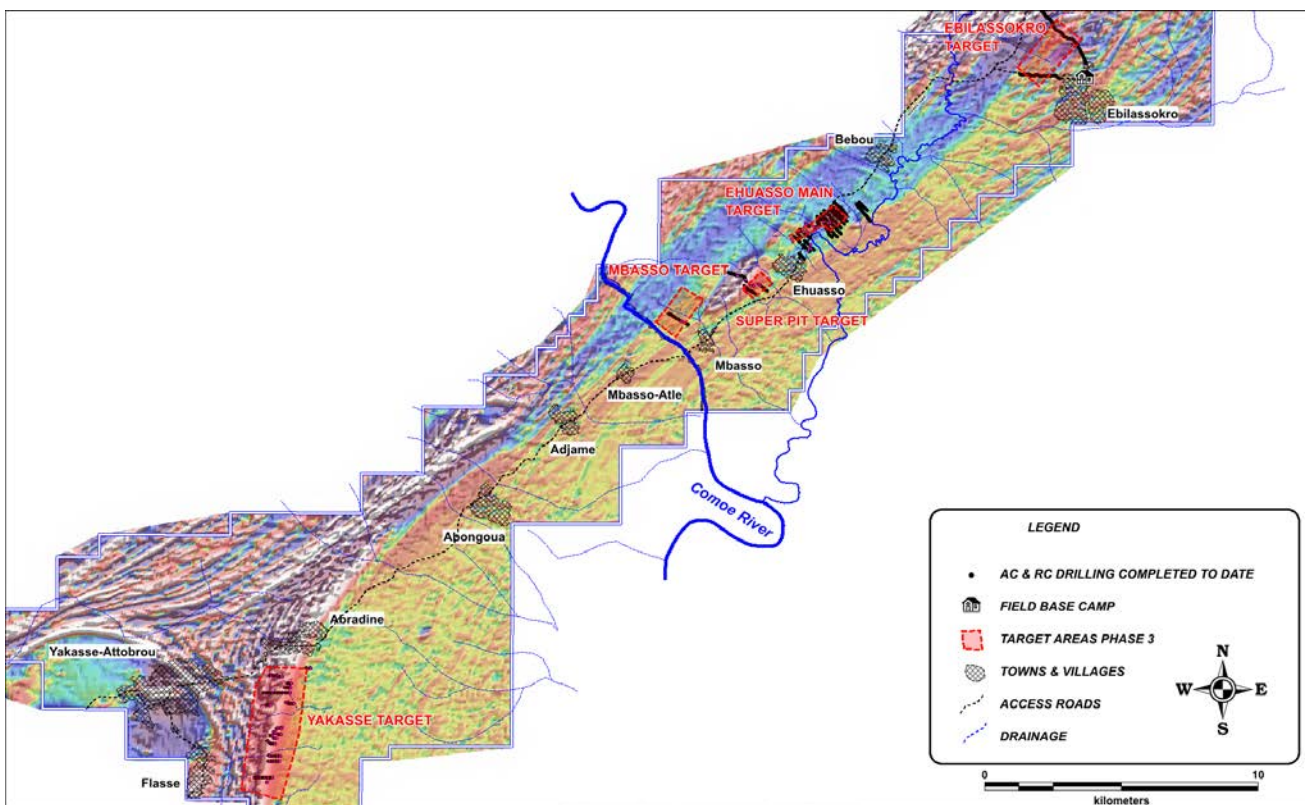 EBILASSOKRO
TARGET
Ebilassokro
Bebou
EHUASSO MAIN
TARGET
MBASSO TARGET
Ehuasso
SUPER PIT TARGET
Mbasso
Mbasso-Atle
Adjame
Comoe River
Apongoua
Abradine
Yakasse-Attobrou
YAKASSE TARGET
Flasse
LEGEND
AC & RC DRILLING COMPLETED TO DATE
FIELD BASE CAMP
TARGET AREAS PHASE 3
TOWNS & VILLAGES
ACCESS ROADS
DRAINAGE
N
W E
S
0 10
kilometers